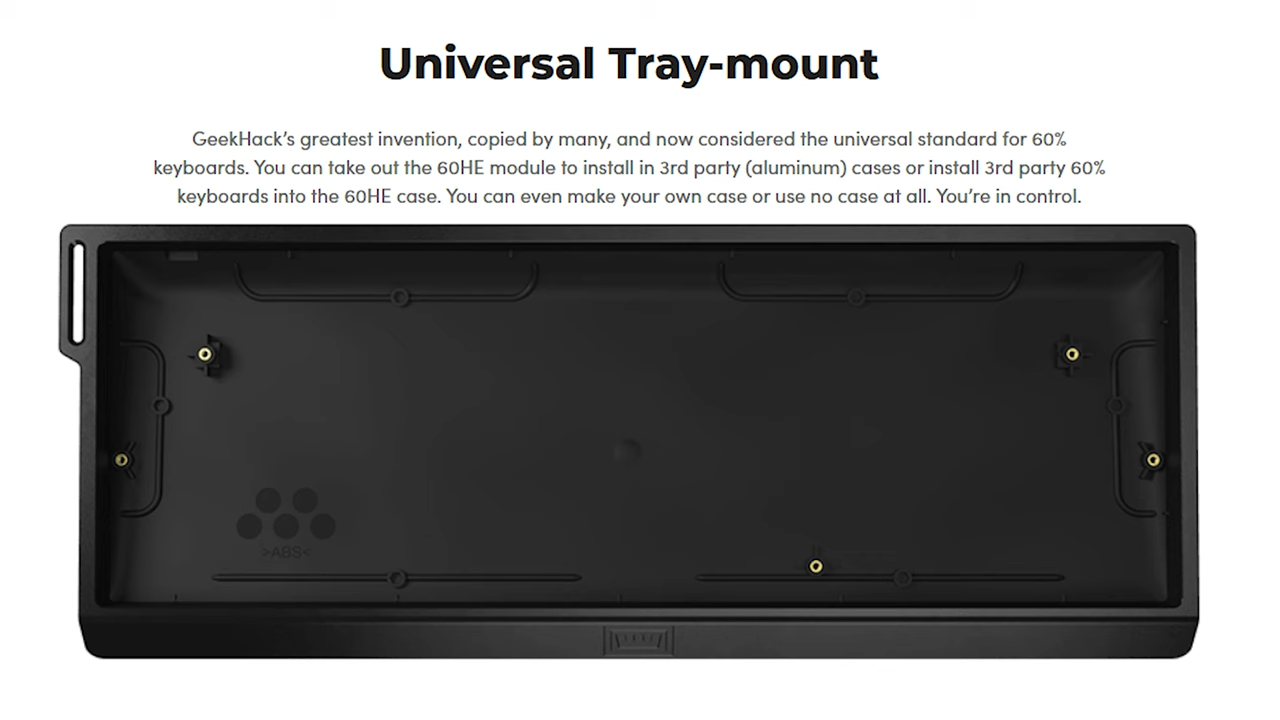 Universal Tray-mount
GeekHack’s greatest invention, copied by many, and now considered the universal standard for 60%
keyboards. You can take out the 60HE module to install in 3rd party (aluminum) cases or install 3rd party 60%
keyboards into the 60HE case. You can even make your own case or use no case at all. You’re in control.
>ABS<